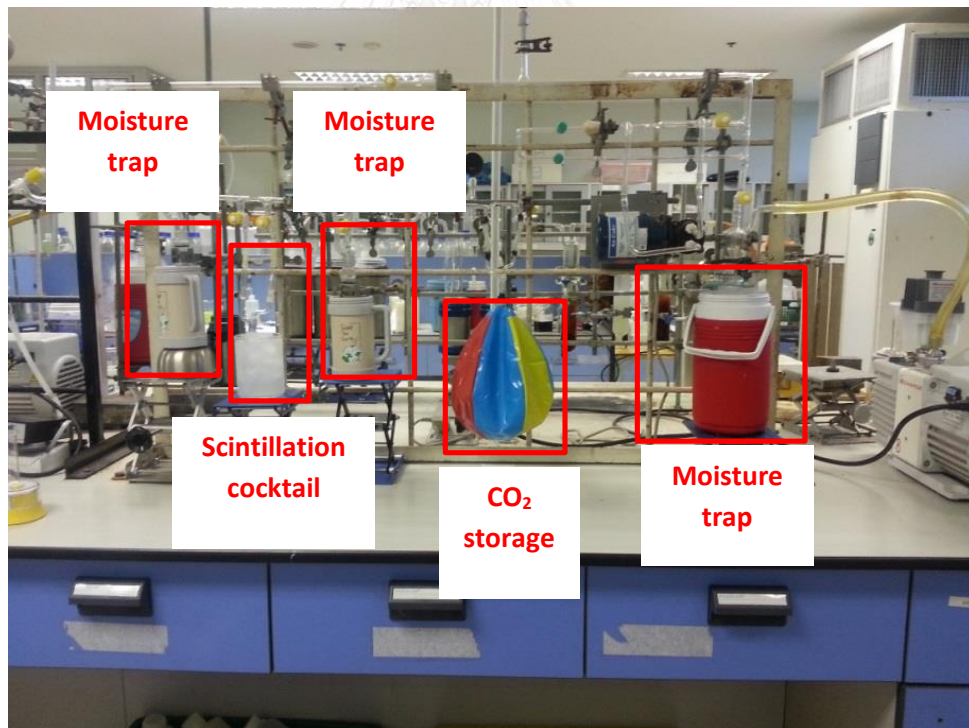 Moisture
trap
Moisture
trap
Scintillation
cocktail
CO₂
storage
Moisture
trap